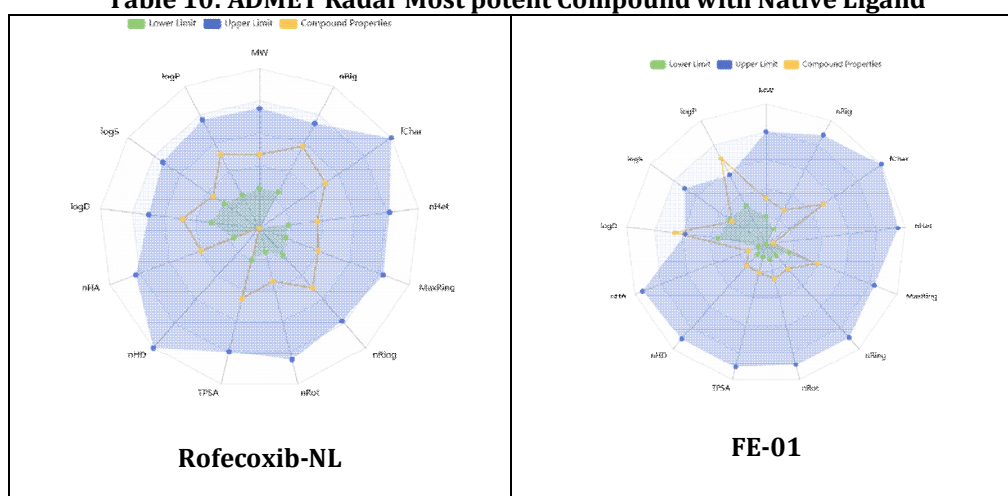 Table 10: ADMET Radar Most potent Compound with Native Ligand
Lower Limit Upper Limit Compound Properties
MW
nRig
fChar
nHet
MaxRing
nRing
nRot
TPSA
nHD
nHA
logD
logS
logP
Rofecoxib-NL
Lower Limit Upper Limit Compound Properties
MW
nRig
fChar
nHet
MaxRing
nRing
nRot
TPSA
nHD
nHA
logD
logS
logP
FE-01